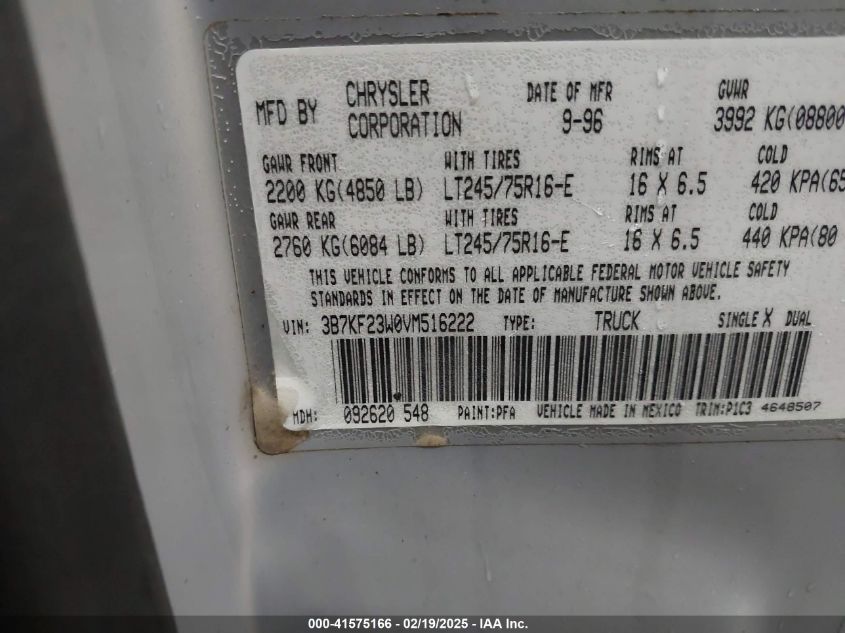 MFD BY CHRYSLER CORPORATION DATE OF MFR 9-96 GVWR 3992 KG(08800
GAWR FRONT WITH TIRES RIMS AT COLD
2200 KG(4850 LB) LT245/75R16-E 16 X 6.5 420 KPA(65
GAWR REAR WITH TIRES RIMS AT COLD
2760 KG(6084 LB) LT245/75R16-E 16 X 6.5 440 KPA(80
THIS VEHICLE CONFORMS TO ALL APPLICABLE FEDERAL MOTOR VEHICLE SAFETY
STANDARDS IN EFFECT ON THE DATE OF MANUFACTURE SHOWN ABOVE.
VIN: 3B7KF23W0VM516222 TYPE: TRUCK SINGLE X DUAL
MDH: 092620 548 PAINT:PFA VEHICLE MADE IN MEXICO TRIM:P1C3 4648507
000-41575166 - 02/19/2025 - IAA Inc.